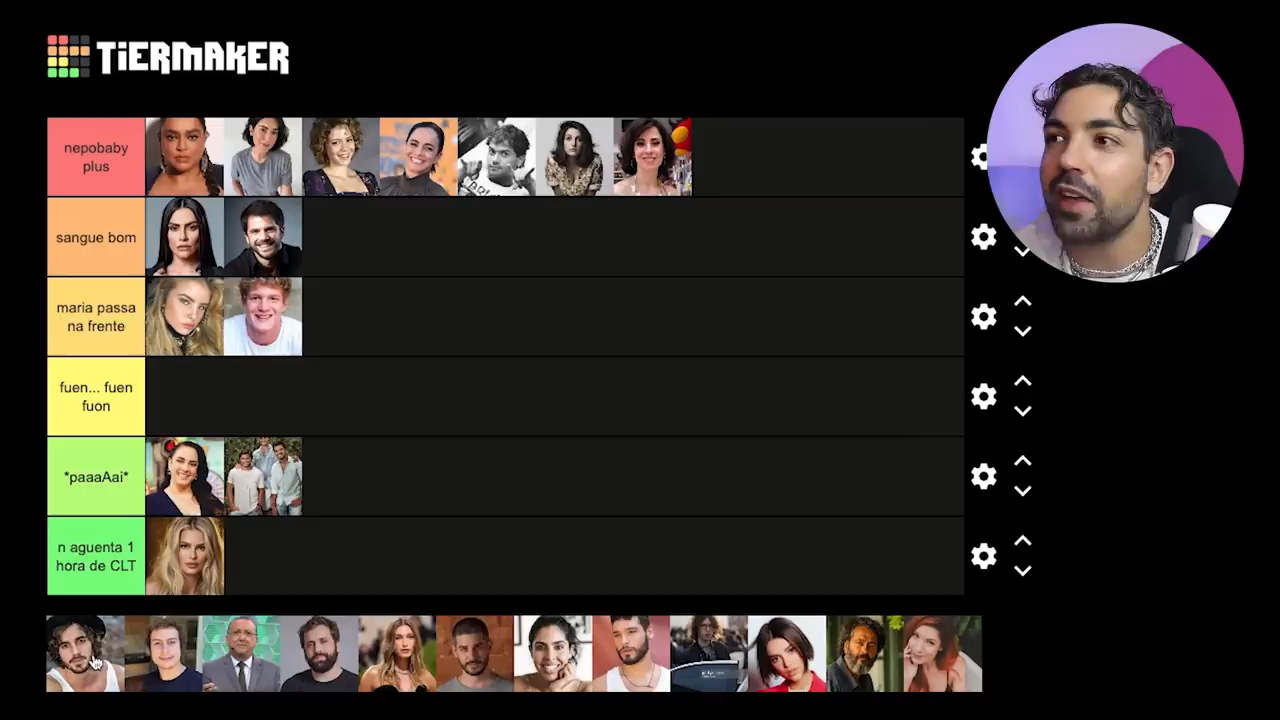 TiERMAKER
nepobaby
plus
sangue bom
maria passa
na frente
fuen... fuen
fuon
*paaaAai*
n aguenta 1
hora de CLT